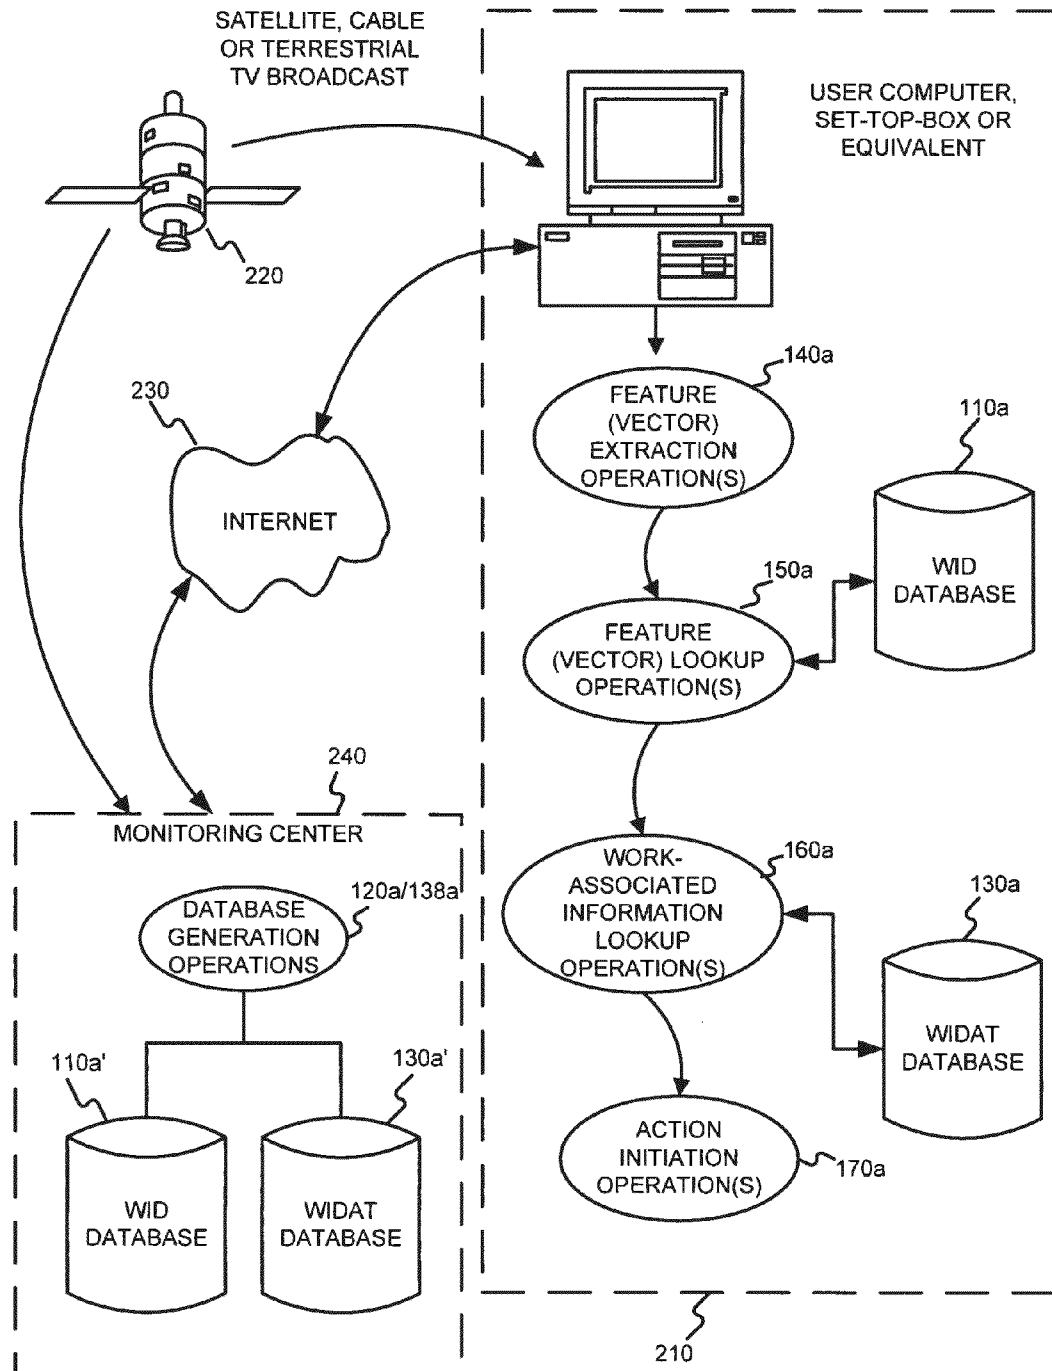 SATELLITE, CABLE
OR TERRESTRIAL
TV BROADCAST
USER COMPUTER,
SET-TOP-BOX OR
EQUIVALENT
220
140a
FEATURE
(VECTOR)
EXTRACTION
OPERATION(S)
230
110a
INTERNET
WID
DATABASE
150a
FEATURE
(VECTOR) LOOKUP
OPERATION(S)
240
MONITORING CENTER
160a
WORK-
ASSOCIATED
INFORMATION
LOOKUP
OPERATION(S)
130a
120a/138a
DATABASE
GENERATION
OPERATIONS
WIDAT
DATABASE
110a'
130a'
ACTION
INITIATION
OPERATION(S)
170a
WID
DATABASE
WIDAT
DATABASE
210